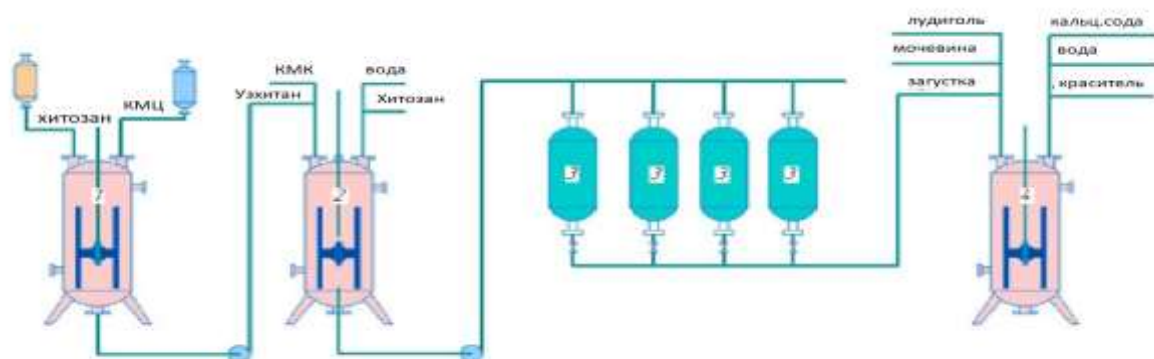 хитозан
КМЦ
1
КМК
вода
Узхитан
Хитозан
2
3 3 3 3
лудиголь
мочевина
загустка
кальц.сода
вода
краситель
4